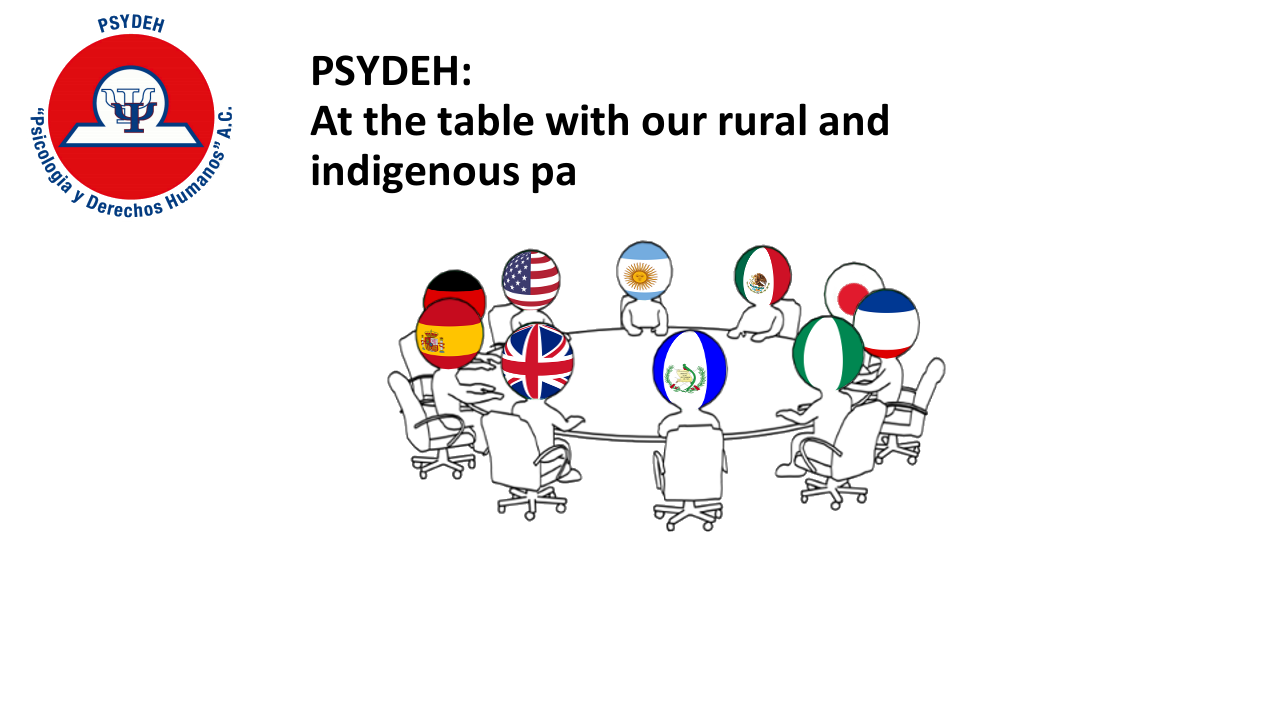 PSYDEH
“Psicología y Derechos Humanos” A.C.
PSYDEH:
At the table with our rural and
indigenous pa